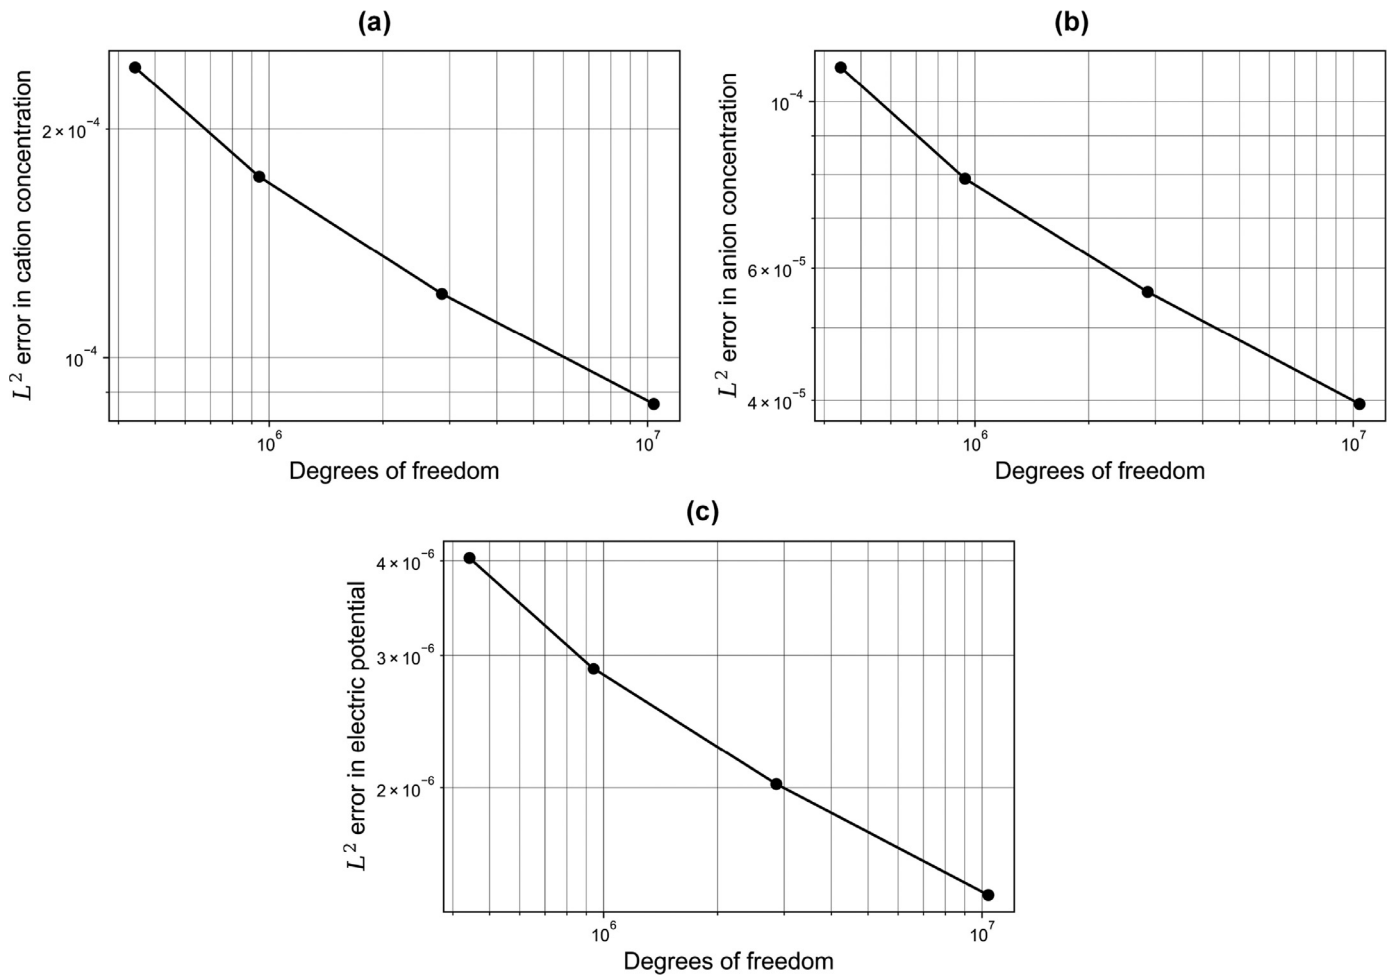 (a)
L² error in cation concentration
2 × 10⁻⁴
10⁻⁴
10⁶ 10⁷
Degrees of freedom
(b)
L² error in anion concentration
10⁻⁴
6 × 10⁻⁵
4 × 10⁻⁵
10⁶ 10⁷
Degrees of freedom
(c)
L² error in electric potential
4 × 10⁻⁶
3 × 10⁻⁶
2 × 10⁻⁶
10⁶ 10⁷
Degrees of freedom